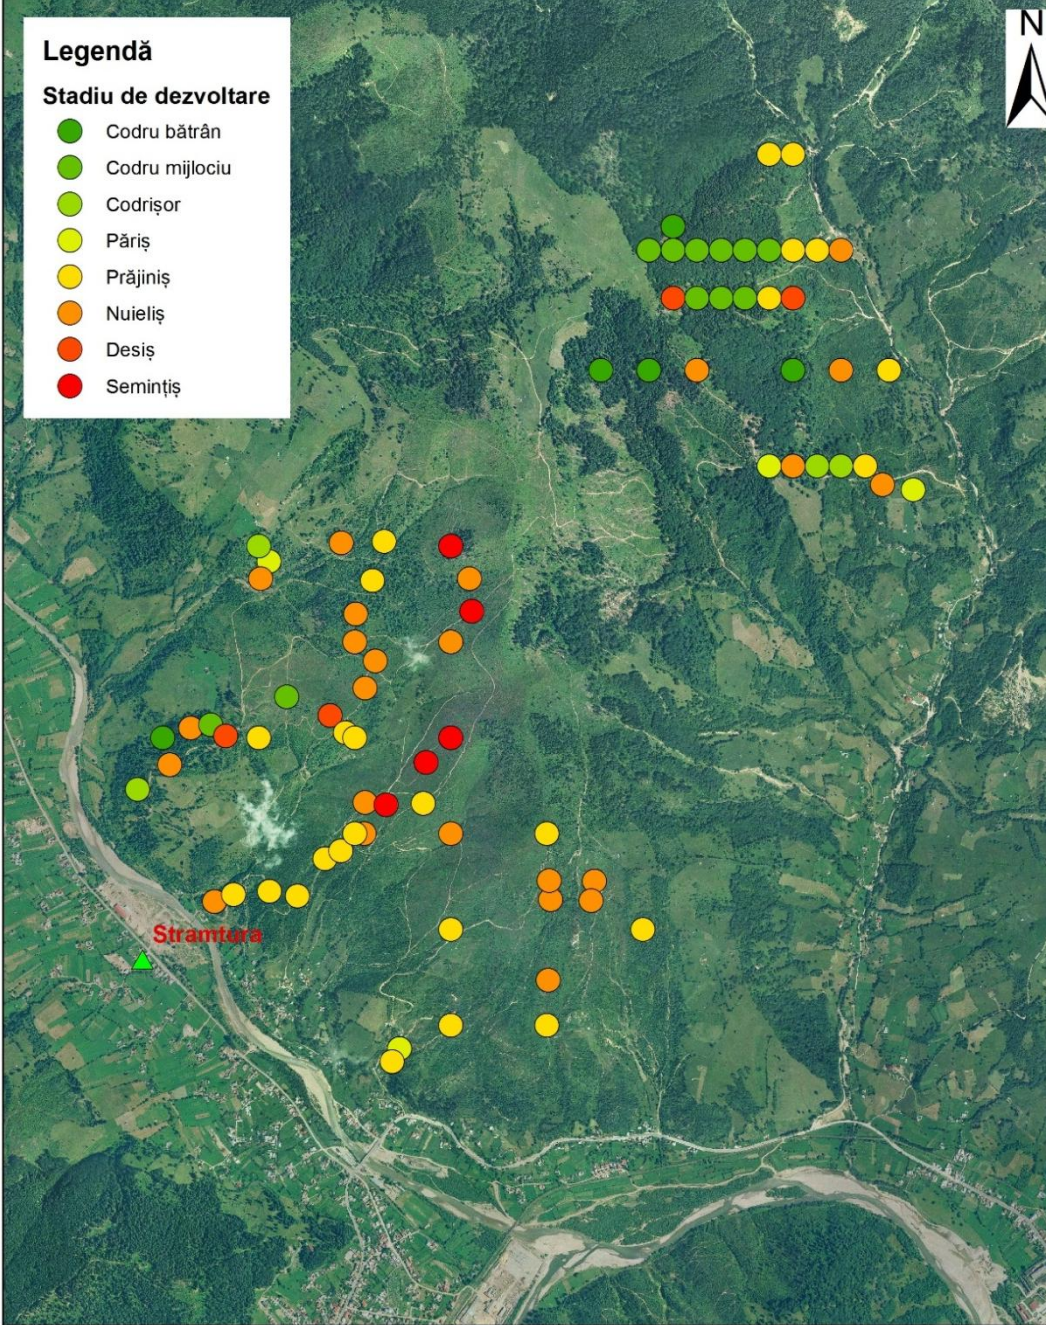 Legendă
Stadiu de dezvoltare
Codru bătrân
Codru mijlociu
Codrișor
Păriș
Prăjiniș
Nuieliș
Desiș
Semințiș
N
Stramtura